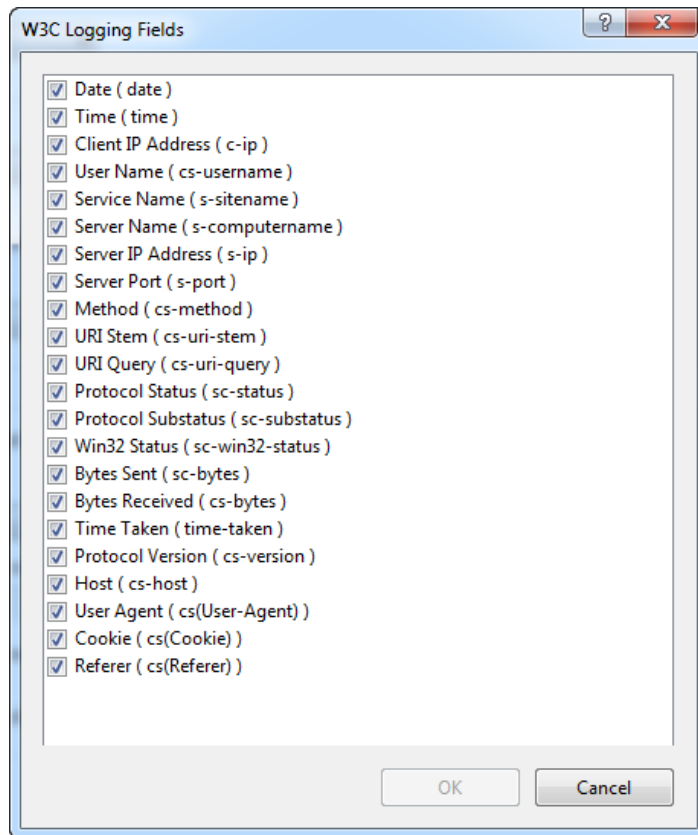 W3C Logging Fields
Date ( date )
Time ( time )
Client IP Address ( c-ip )
User Name ( cs-username )
Service Name ( s-sitename )
Server Name ( s-computername )
Server IP Address ( s-ip )
Server Port ( s-port )
Method ( cs-method )
URI Stem ( cs-uri-stem )
URI Query ( cs-uri-query )
Protocol Status ( sc-status )
Protocol Substatus ( sc-substatus )
Win32 Status ( sc-win32-status )
Bytes Sent ( sc-bytes )
Bytes Received ( cs-bytes )
Time Taken ( time-taken )
Protocol Version ( cs-version )
Host ( cs-host )
User Agent ( cs(User-Agent) )
Cookie ( cs(Cookie) )
Referer ( cs(Referer) )
OK Cancel